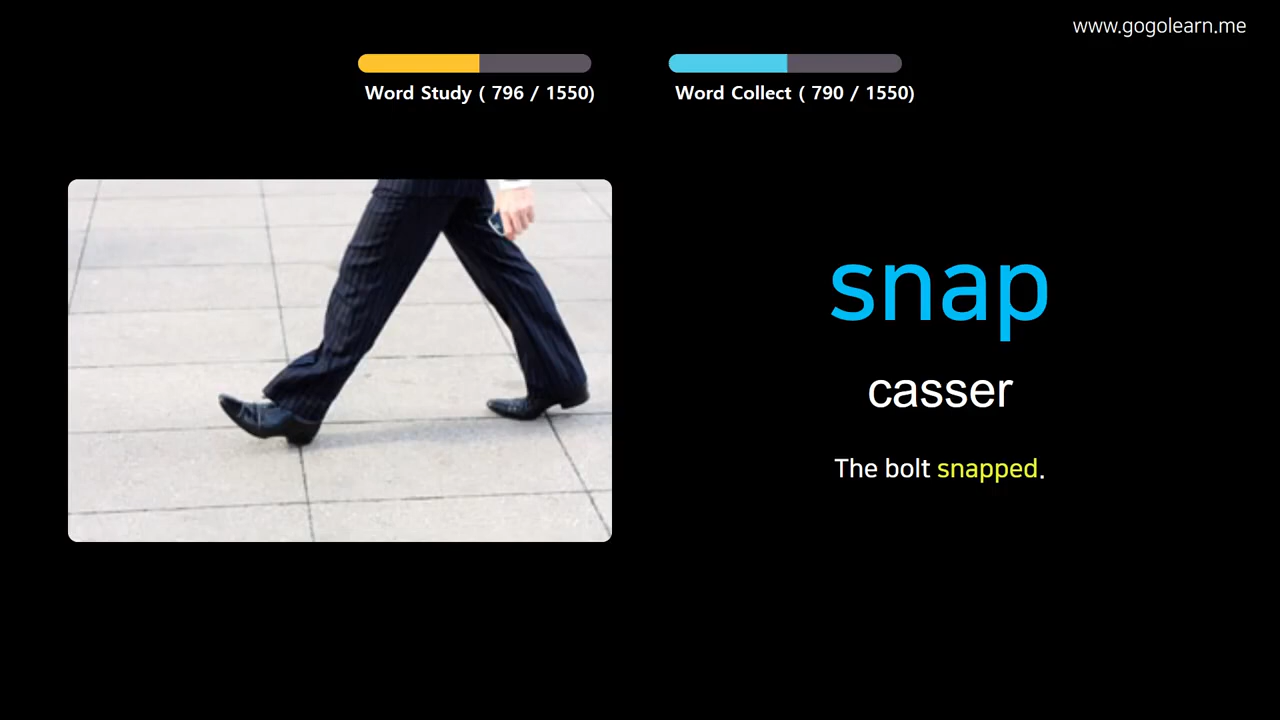 www.gogolearn.me
Word Study ( 796 / 1550)
Word Collect ( 790 / 1550)
snap
casser
The bolt snapped.